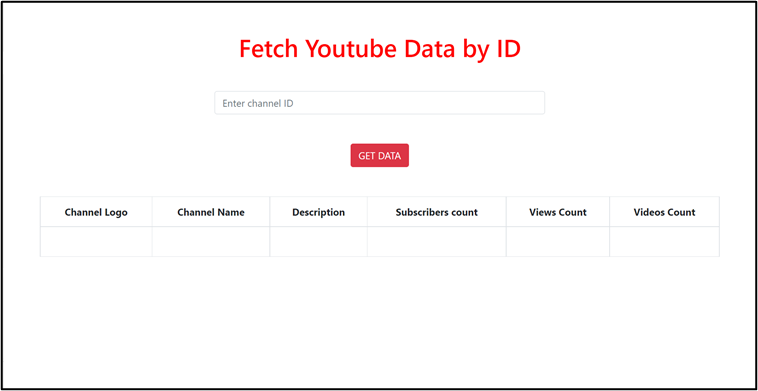 Fetch Youtube Data by ID
Enter channel ID
GET DATA
Channel Logo Channel Name Description Subscribers count Views Count Videos Count